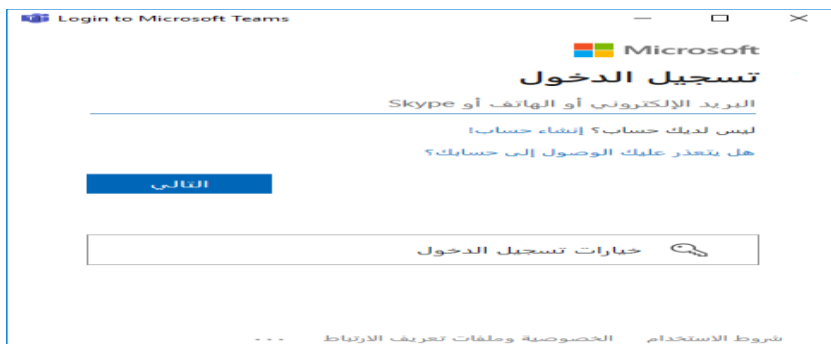 Login to Microsoft Teams
Microsoft
تسجيل الدخول
البريد الإلكتروني أو الهاتف أو Skype
ليس لديك حساب؟ إنشاء حساب!
هل يتعذر عليك الوصول إلى حسابك؟
التالي
خيارات تسجيل الدخول
شروط الاستخدام الخصوصية وملفات تعريف الارتباط ...